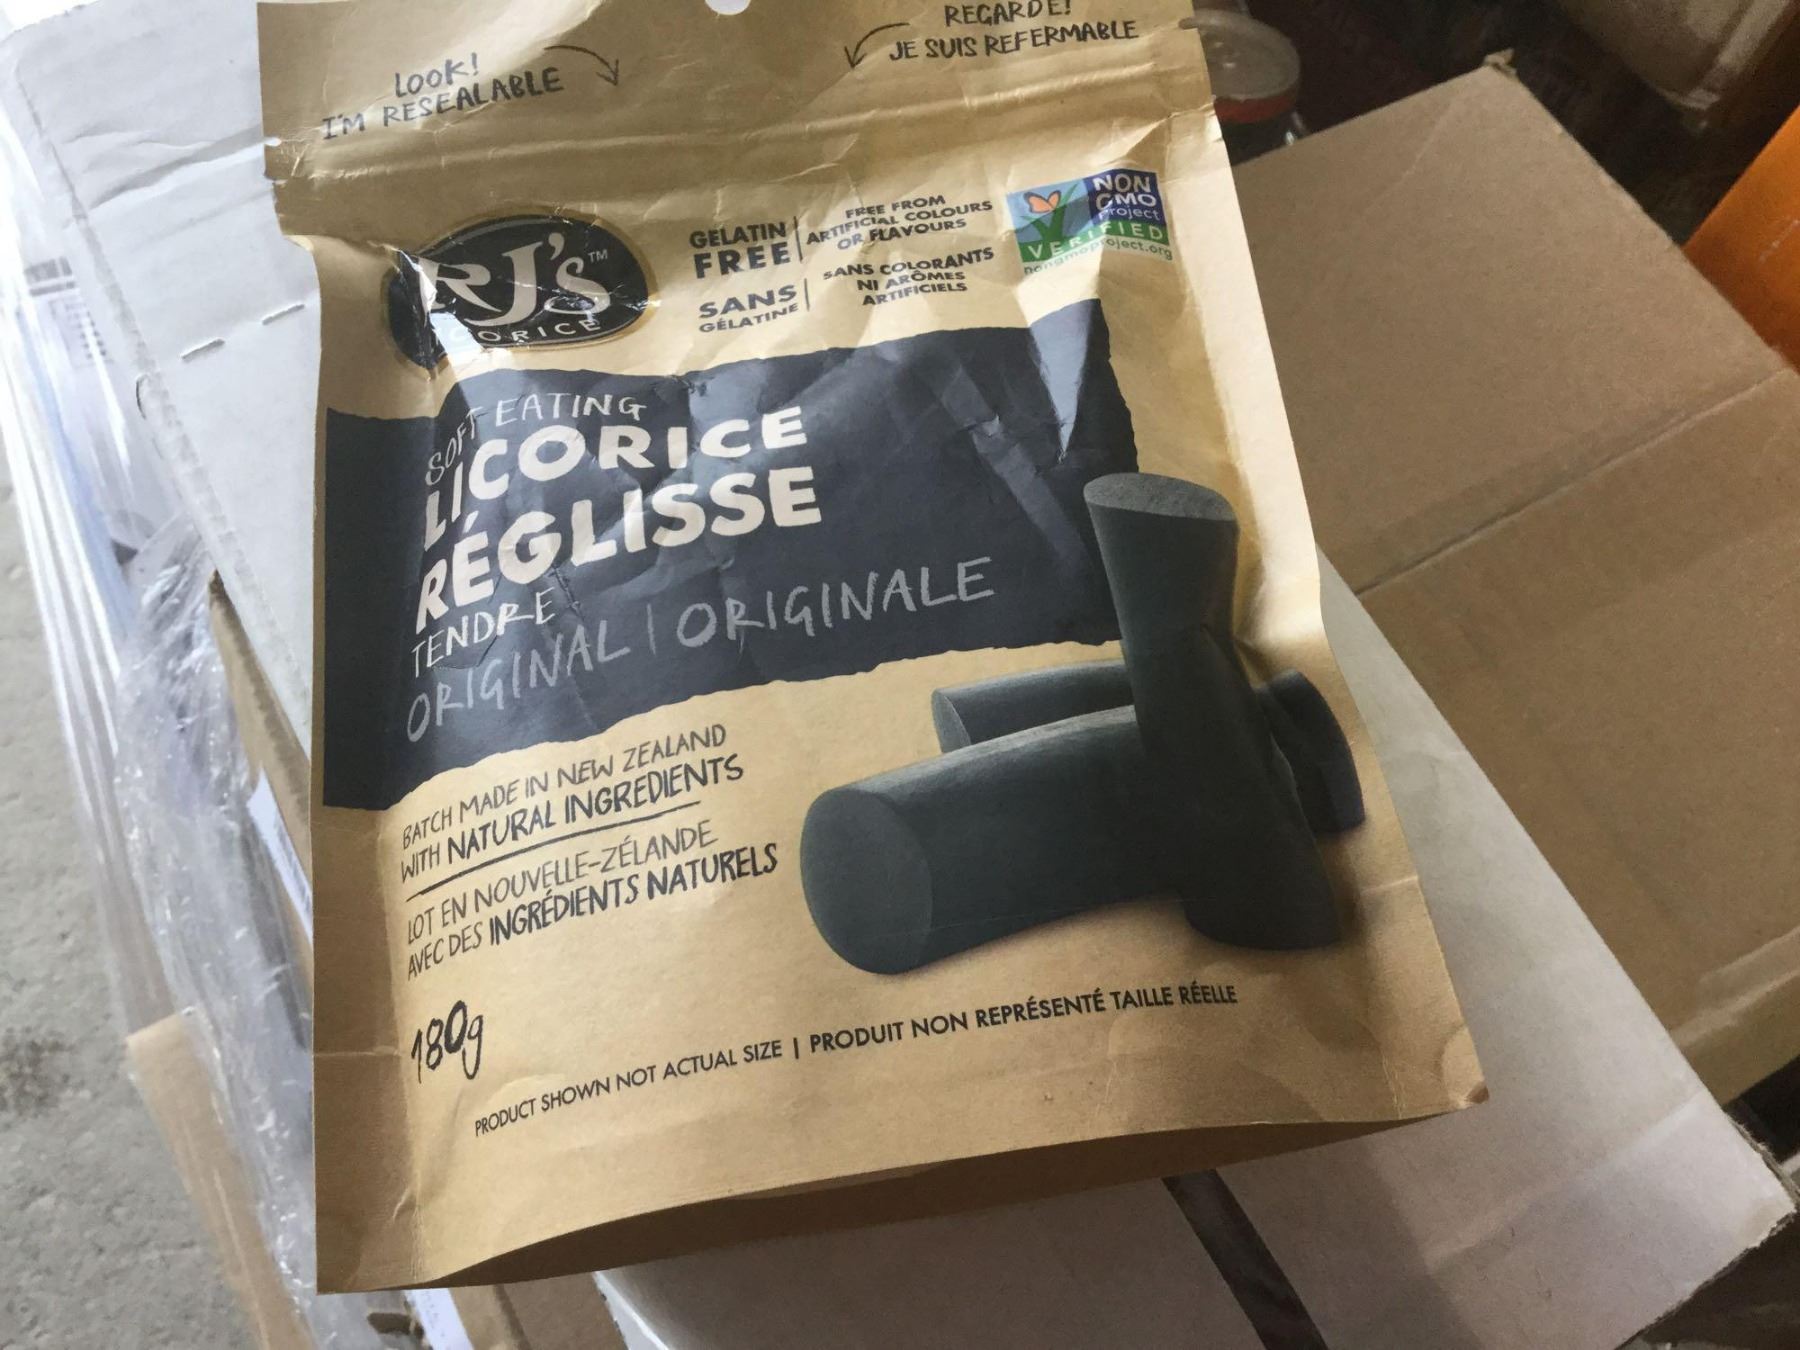 LOOK!
I'M RESEALABLE
REGARDE!
JE SUIS REFERMABLE
RJ'S™
GELATIN
FREE
SANS
GÉLATINE
FREE FROM
ARTIFICIAL COLOURS
OR FLAVOURS
SANS COLORANTS
NI ARÔMES
ARTIFICIELS
NON
GMO
Project
VERIFIED
nongmoproject.org
SOFT EATING
LICORICE
RÉGLISSE
TENDRE
ORIGINAL | ORIGINALE
BATCH MADE IN NEW ZEALAND
WITH NATURAL INGREDIENTS
LOT EN NOUVELLE-ZÉLANDE
AVEC DES INGRÉDIENTS NATURELS
180g
PRODUCT SHOWN NOT ACTUAL SIZE | PRODUIT NON REPRÉSENTÉ TAILLE RÉELLE